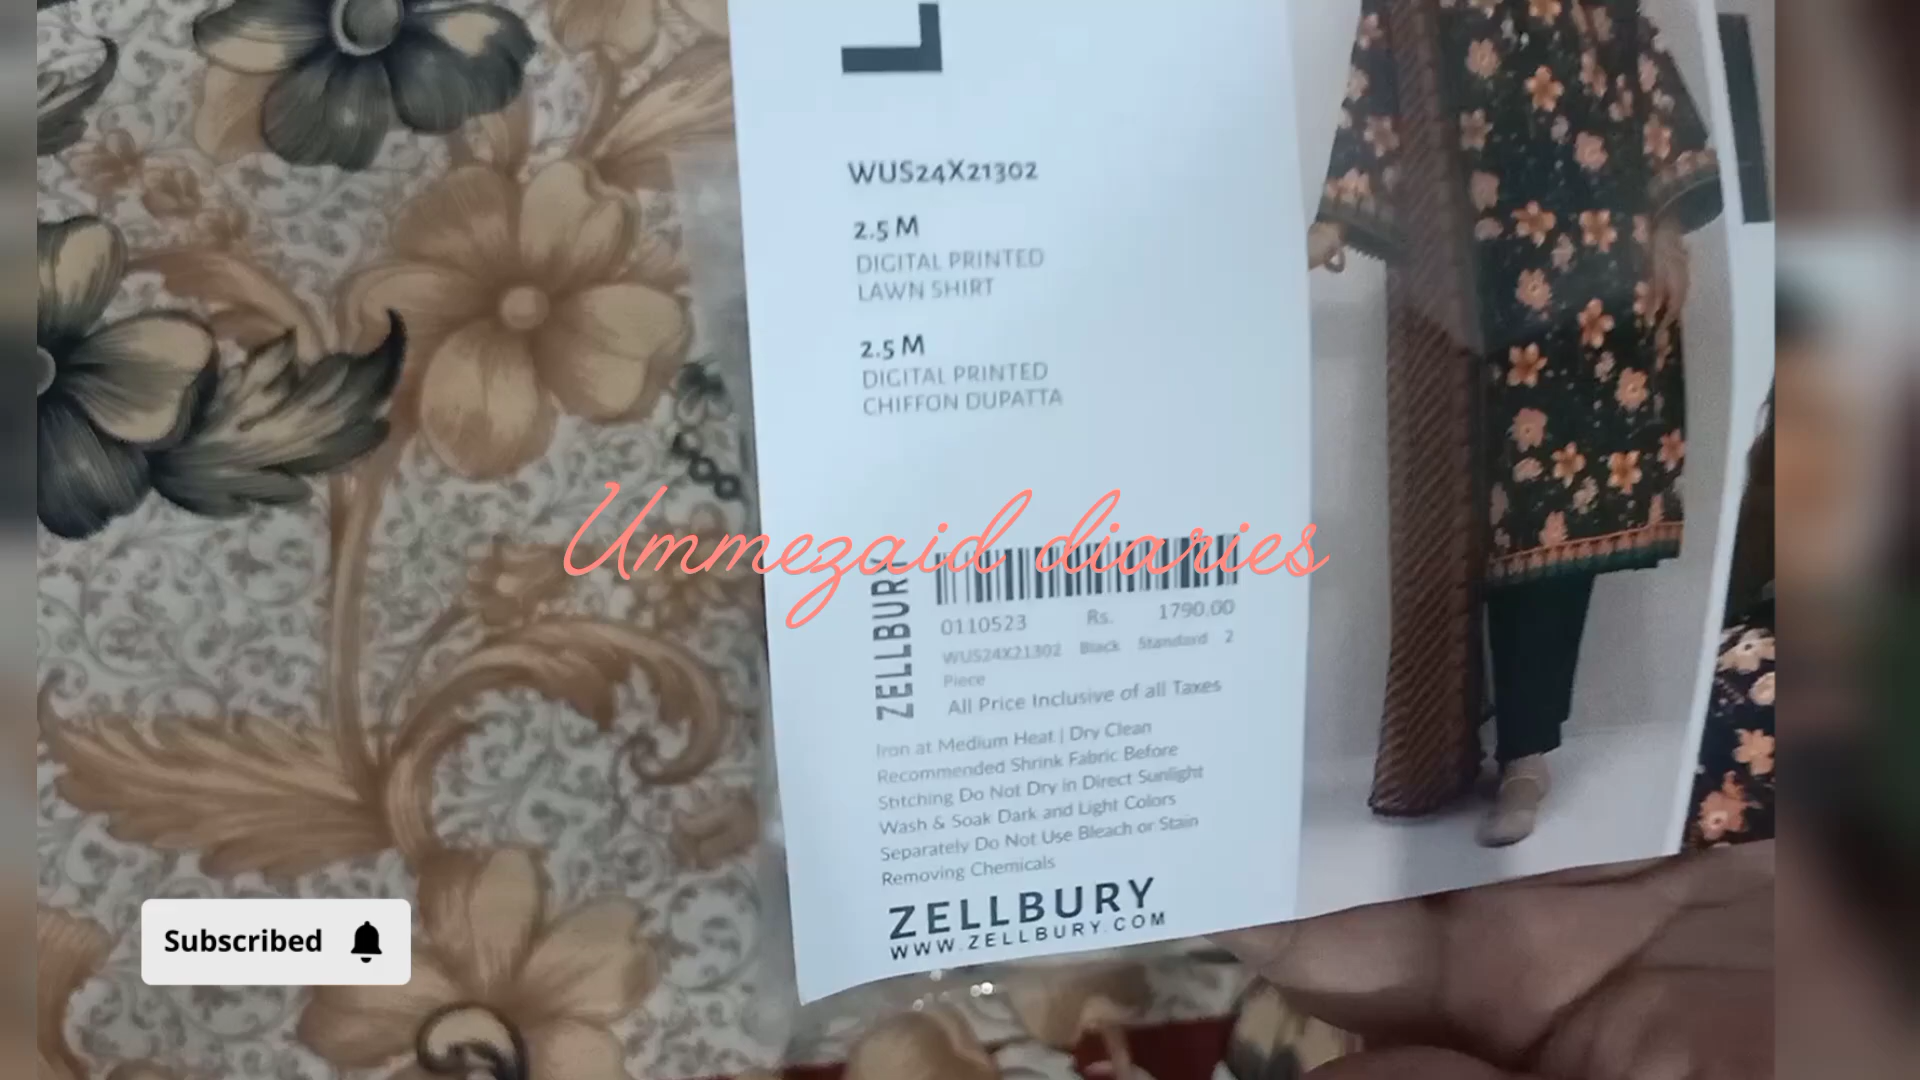 L
WUS24X21302
2.5 M
DIGITAL PRINTED
LAWN SHIRT
2.5 M
DIGITAL PRINTED
CHIFFON DUPATTA
Ummezaid diaries
ZELLBURY
0110523 Rs. 1790.00
WUS24X21302 Black Standard 2
Piece
All Price Inclusive of all Taxes
Iron at Medium Heat | Dry Clean
Recommended Shrink Fabric Before
Stitching Do Not Dry in Direct Sunlight
Wash & Soak Dark and Light Colors
Separately Do Not Use Bleach or Stain
Removing Chemicals
ZELLBURY
WWW.ZELLBURY.COM
Subscribed